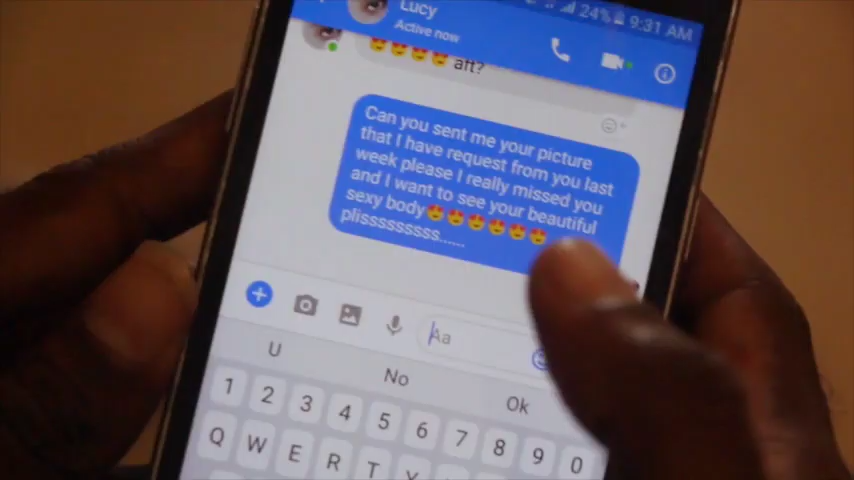 24% 9:31 AM
Lucy
Active now
😍😍😍😍 aft?
Can you sent me your picture
that I have request from you last
week please I really missed you
and I want to see your beautiful
sexy body😍😍😍😍😍😍
plisssssssss......
Aa
U No Ok
1 2 3 4 5 6 7 8 9 0
Q W E R T Y